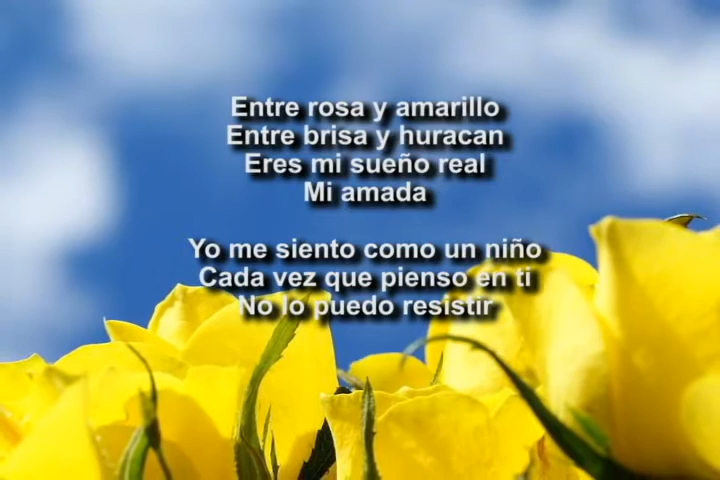 Entre rosa y amarillo
Entre brisa y huracan
Eres mi sueño real
Mi amada
Yo me siento como un niño
Cada vez que pienso en ti
No lo puedo resistir